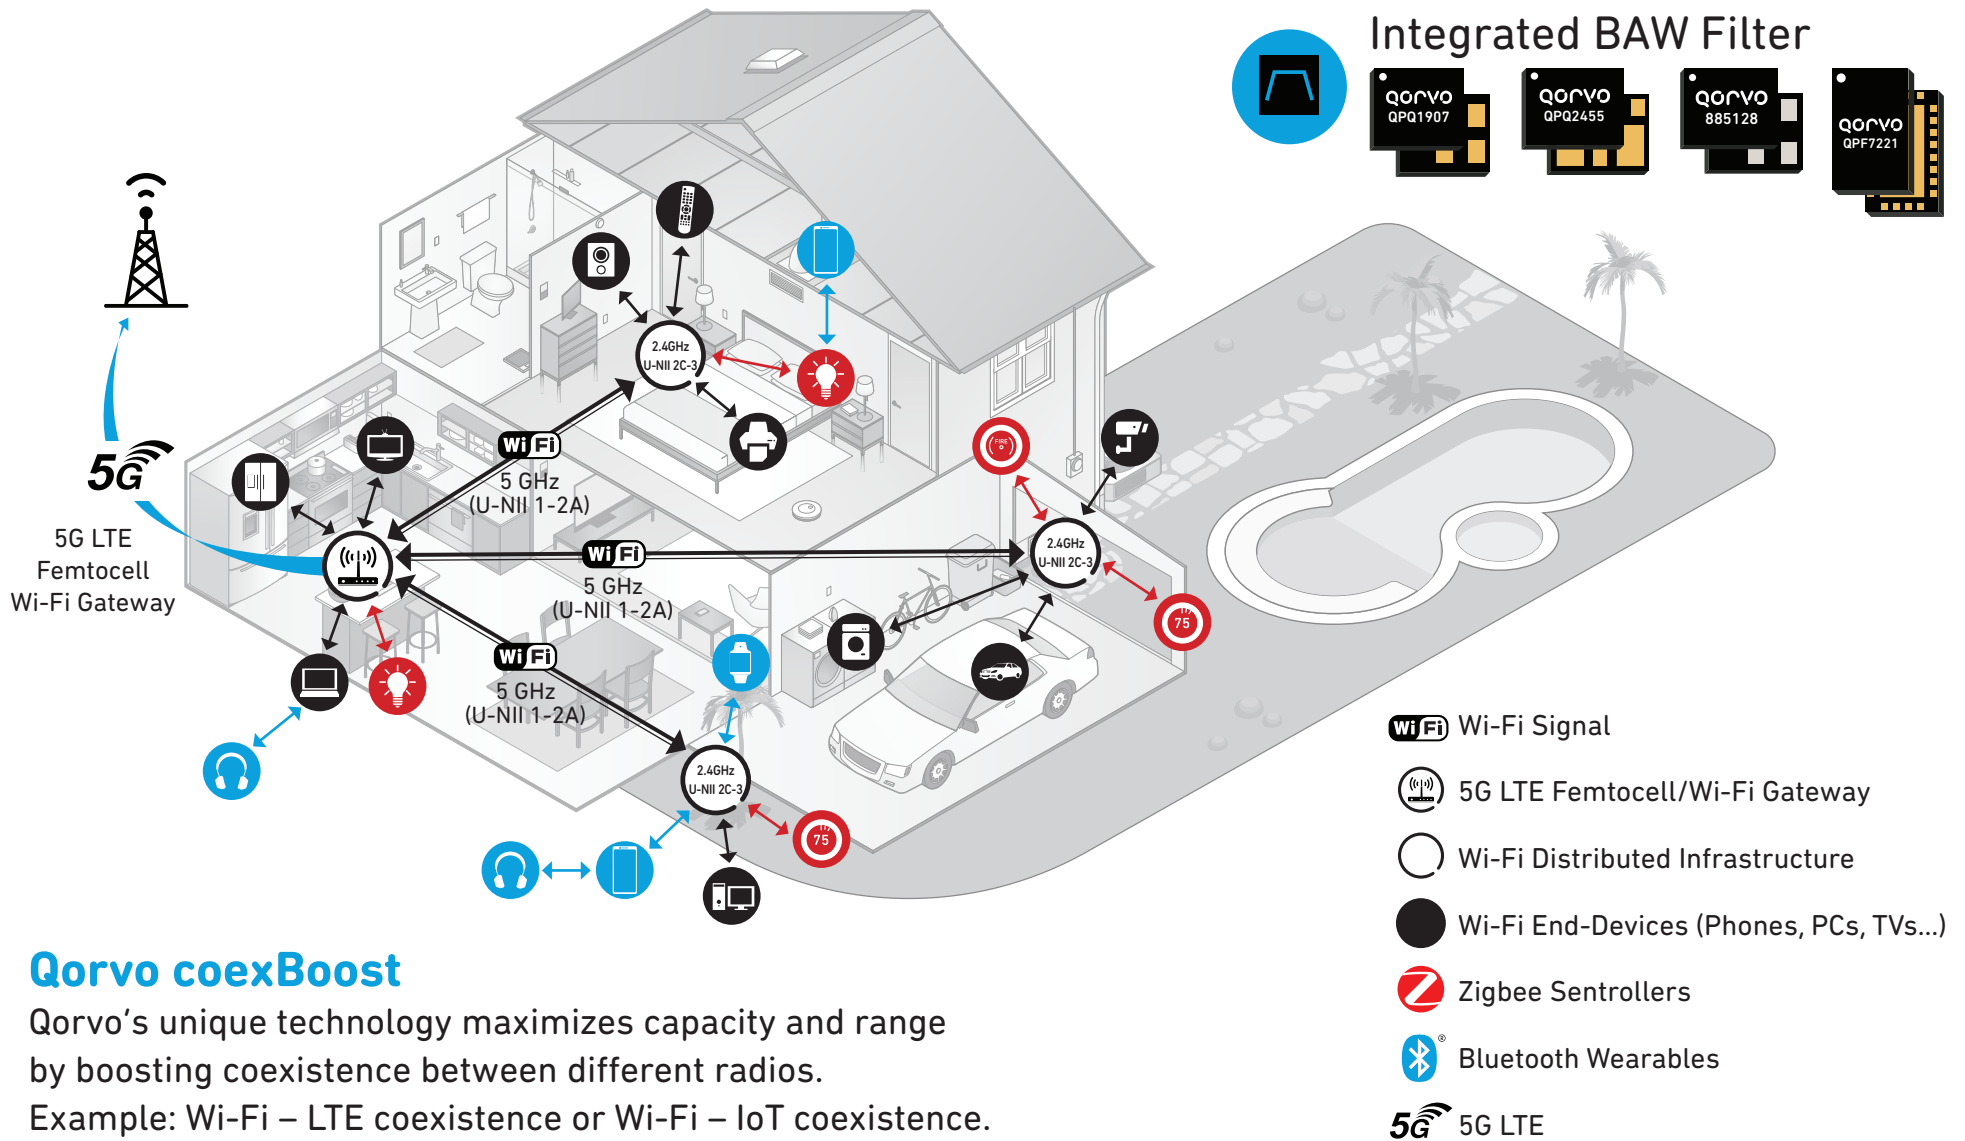 Integrated BAW Filter
QORVO
QPQ1907
QORVO
QPQ2455
QORVO
885128
QORVO
QPF7221
2.4GHz
U-NII 2C-3
Wi Fi
5 GHz
(U-NII 1-2A)
5G
5G LTE
Femtocell
Wi-Fi Gateway
FIRE
Wi Fi
5 GHz
(U-NII 1-2A)
2.4GHz
U-NII 2C-3
75
Wi Fi
5 GHz
(U-NII 1-2A)
2.4GHz
U-NII 2C-3
75
Wi Fi Wi-Fi Signal
5G LTE Femtocell/Wi-Fi Gateway
Wi-Fi Distributed Infrastructure
Wi-Fi End-Devices (Phones, PCs, TVs...)
Zigbee Sentrollers
® Bluetooth Wearables
5G 5G LTE
Qorvo coexBoost
Qorvo's unique technology maximizes capacity and range
by boosting coexistence between different radios.
Example: Wi-Fi – LTE coexistence or Wi-Fi – IoT coexistence.